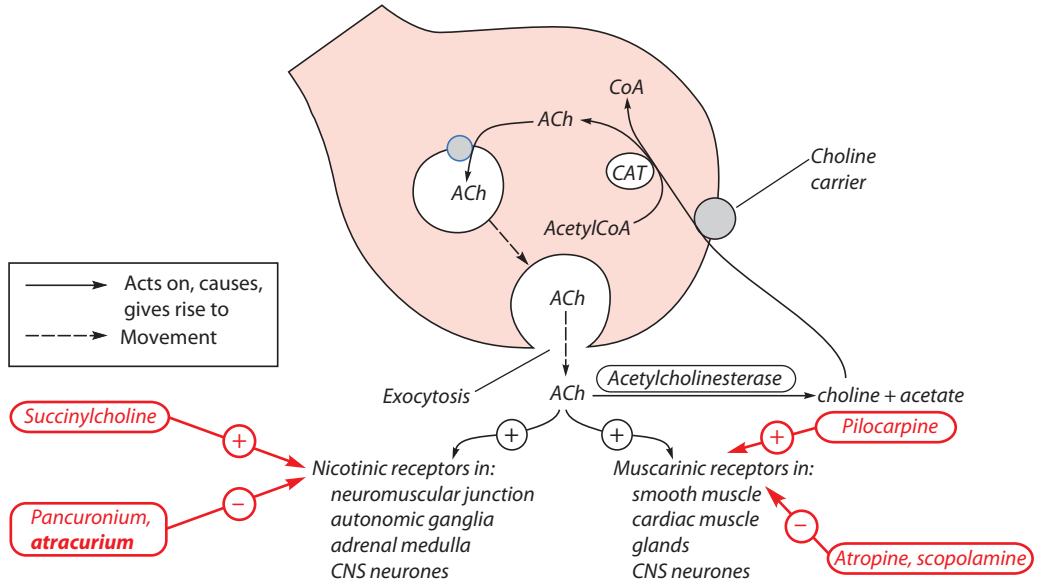 CoA
ACh
Choline
carrier
CAT
ACh
AcetylCoA
Acts on, causes,
gives rise to
Movement
ACh
Exocytosis
ACh
Acetylcholinesterase
choline + acetate
Succinylcholine
+
+
+
+
Pilocarpine
Nicotinic receptors in:
neuromuscular junction
autonomic ganglia
adrenal medulla
CNS neurones
Muscarinic receptors in:
smooth muscle
cardiac muscle
glands
CNS neurones
−
Pancuronium,
atracurium
−
Atropine, scopolamine